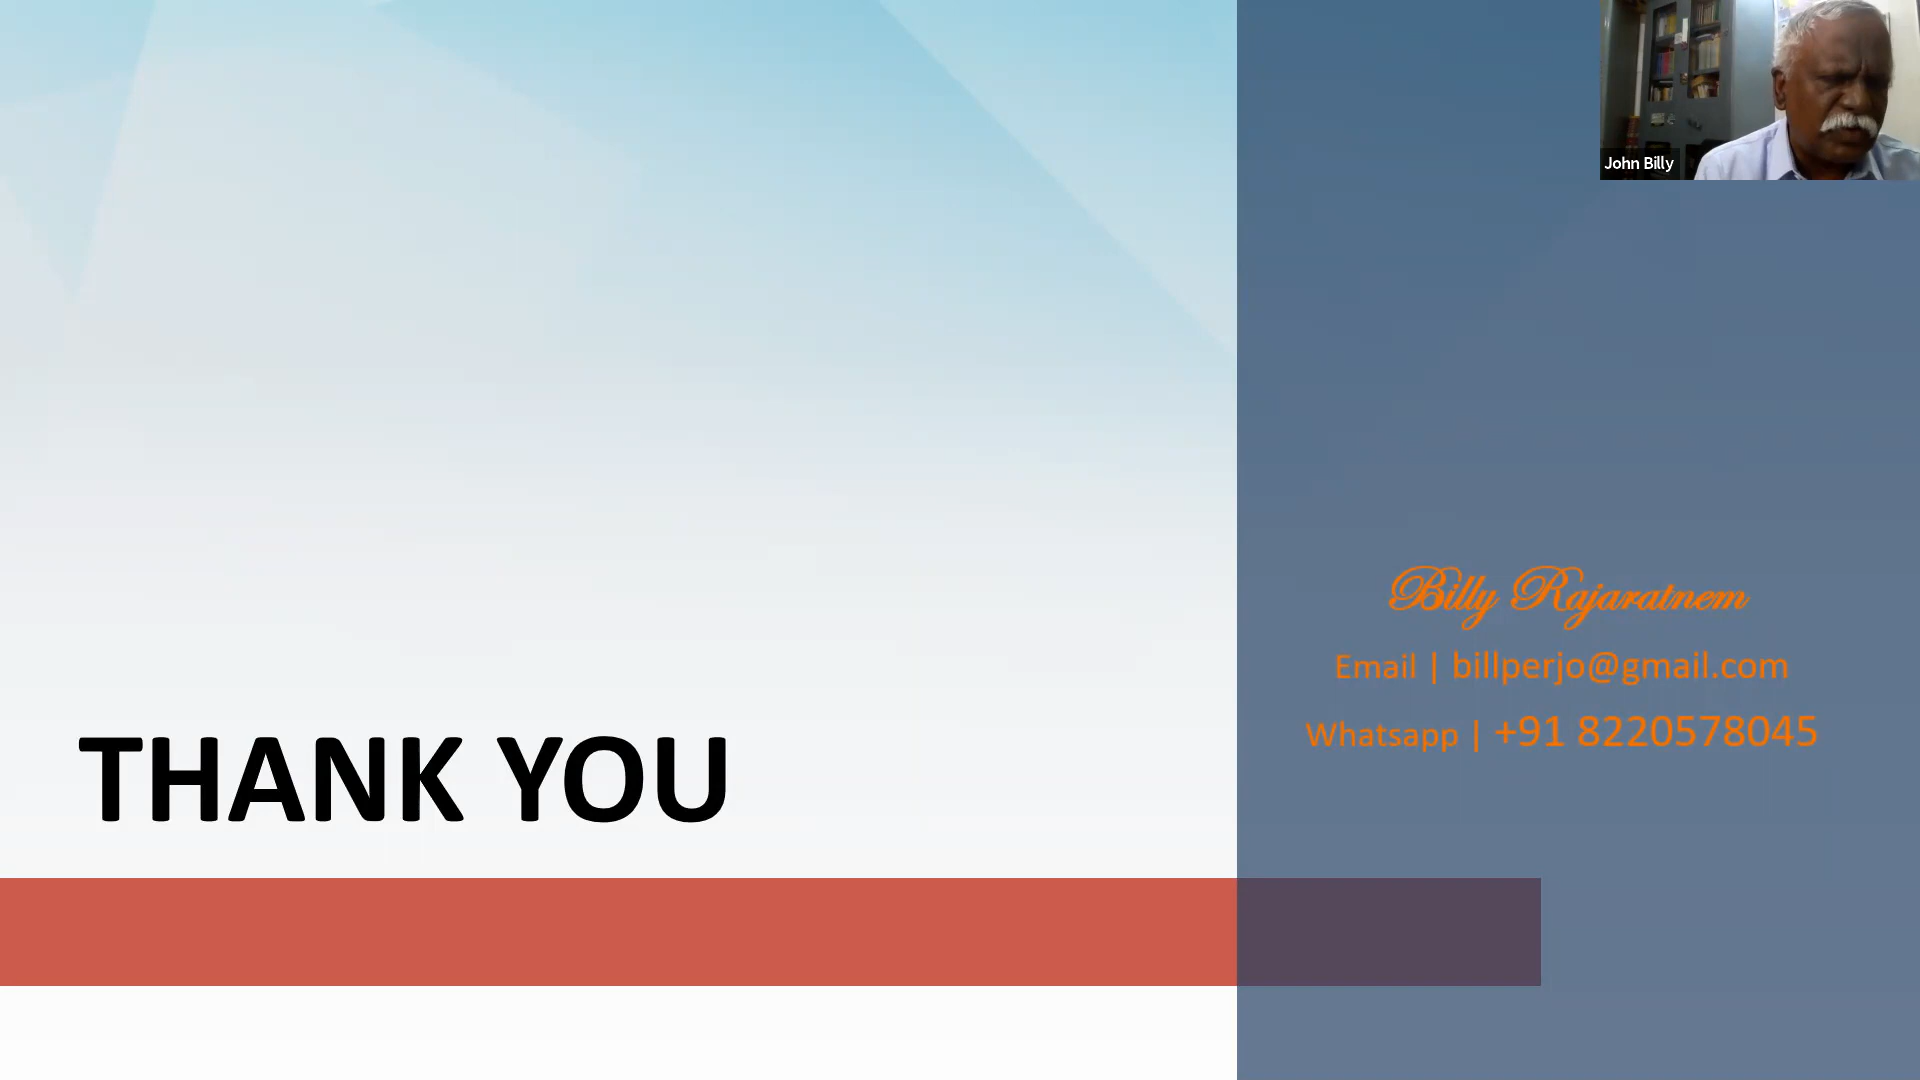 John Billy
Billy Rajaratnem
Email | billperjo@gmail.com
Whatsapp | +91 8220578045
THANK YOU